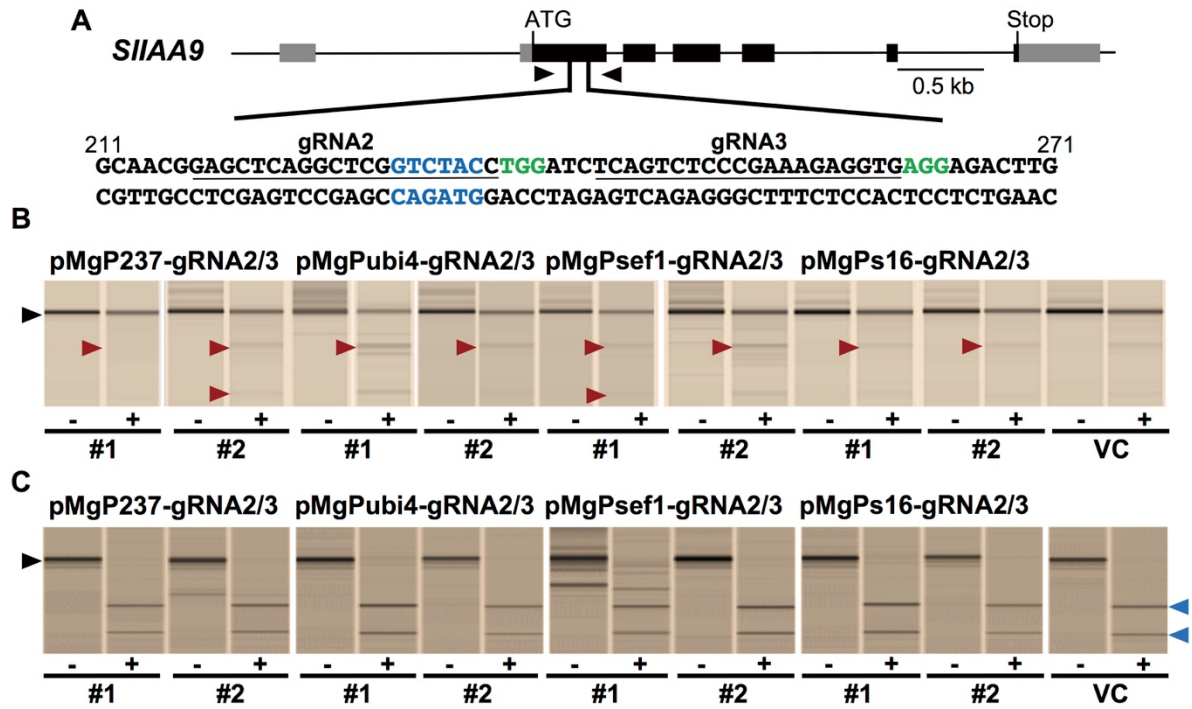 A
ATG
Stop
SlIAA9
0.5 kb
211
gRNA2
gRNA3
271
GCAACGGAGCTCAGGCTCGGTCTACCTGGATCTCAGTCTCCCGAAAGAGGTGAGGAGACTTG
CGTTGCCTCGAGTCCGAGCCAGATGGACCTAGAGTCAGAGGGCTTTCTCCACTCCTCTGAAC
B
pMgP237-gRNA2/3 pMgPubi4-gRNA2/3 pMgPsef1-gRNA2/3 pMgPs16-gRNA2/3
- + - + - + - + - + - + - + - + - +
#1 #2 #1 #2 #1 #2 #1 #2 VC
C
pMgP237-gRNA2/3 pMgPubi4-gRNA2/3 pMgPsef1-gRNA2/3 pMgPs16-gRNA2/3
- + - + - + - + - + - + - + - + - +
#1 #2 #1 #2 #1 #2 #1 #2 VC